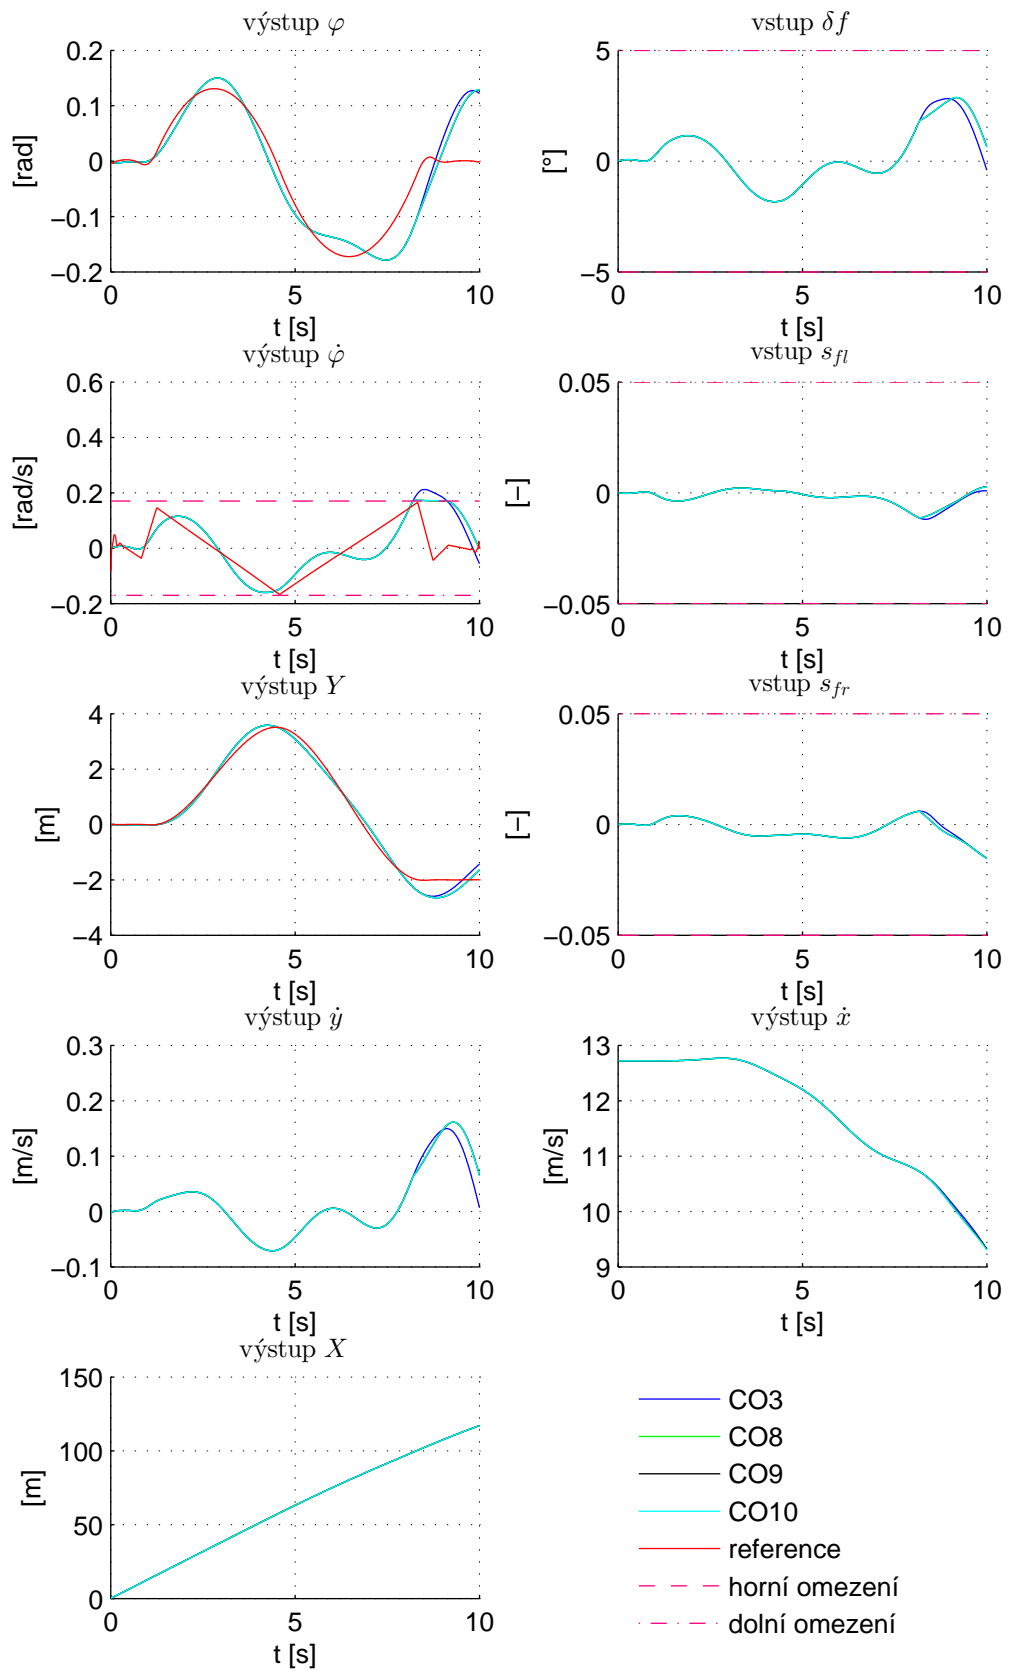 výstup φ
0.2
0.1
0
−0.1
−0.2
[rad]
0 5 10
t [s]
vstup δf
5
0
−5
[°]
0 5 10
t [s]
výstup φ̇
0.6
0.4
0.2
0
−0.2
[rad/s]
0 5 10
t [s]
vstup s_{fl}
0.05
0
−0.05
[−]
0 5 10
t [s]
výstup Y
4
2
0
−2
−4
[m]
0 5 10
t [s]
vstup s_{fr}
0.05
0
−0.05
[−]
0 5 10
t [s]
výstup ẏ
0.3
0.2
0.1
0
−0.1
[m/s]
0 5 10
t [s]
výstup ẋ
13
12
11
10
9
[m/s]
0 5 10
t [s]
výstup X
150
100
50
0
[m]
0 5 10
t [s]
CO3
CO8
CO9
CO10
reference
horní omezení
dolní omezení